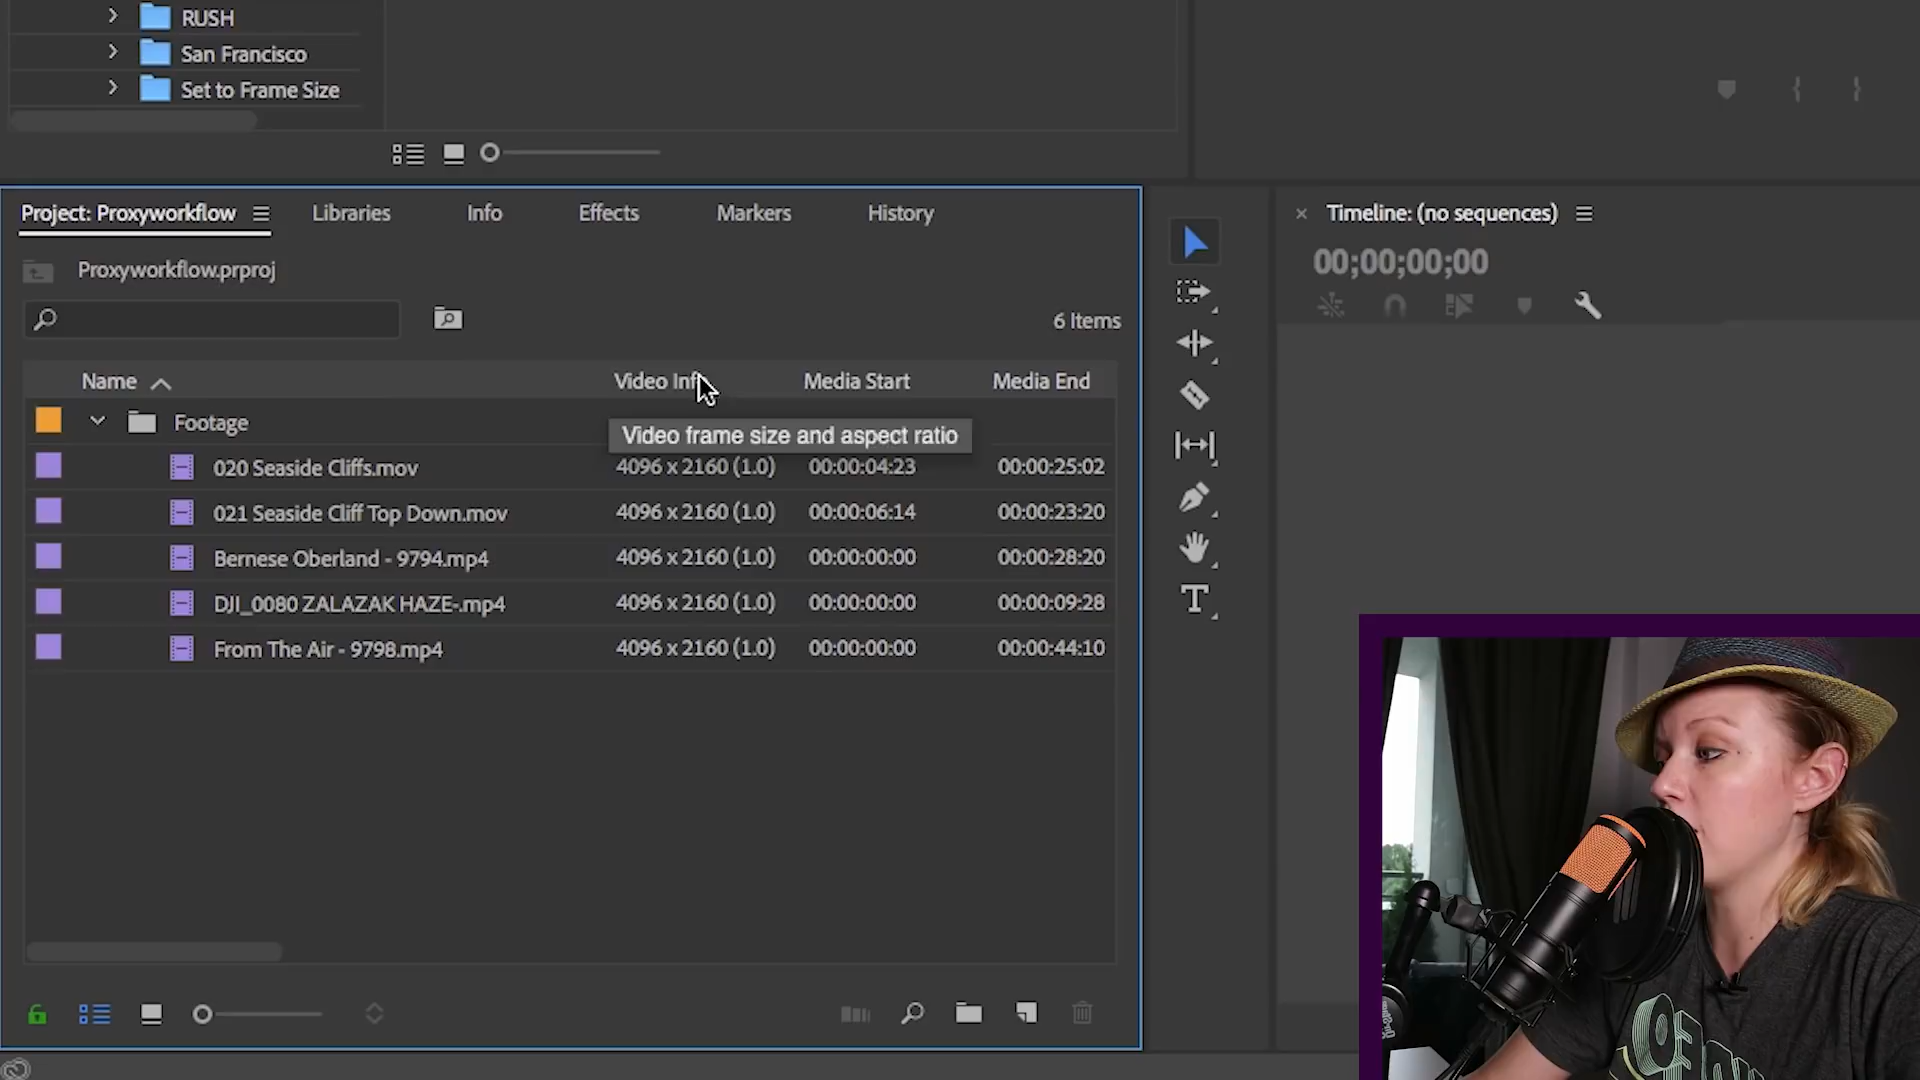 RUSH
San Francisco
Set to Frame Size
Project: Proxyworkflow
Libraries
Info
Effects
Markers
History
Proxyworkflow.prproj
6 Items
Name
Video Inf
Media Start
Media End
Footage
Video frame size and aspect ratio
020 Seaside Cliffs.mov 4096 x 2160 (1.0) 00:00:04:23 00:00:25:02
021 Seaside Cliff Top Down.mov 4096 x 2160 (1.0) 00:00:06:14 00:00:23:20
Bernese Oberland - 9794.mp4 4096 x 2160 (1.0) 00:00:00:00 00:00:28:20
DJI_0080 ZALAZAK HAZE-.mp4 4096 x 2160 (1.0) 00:00:00:00 00:00:09:28
From The Air - 9798.mp4 4096 x 2160 (1.0) 00:00:00:00 00:00:44:10
Timeline: (no sequences)
00;00;00;00